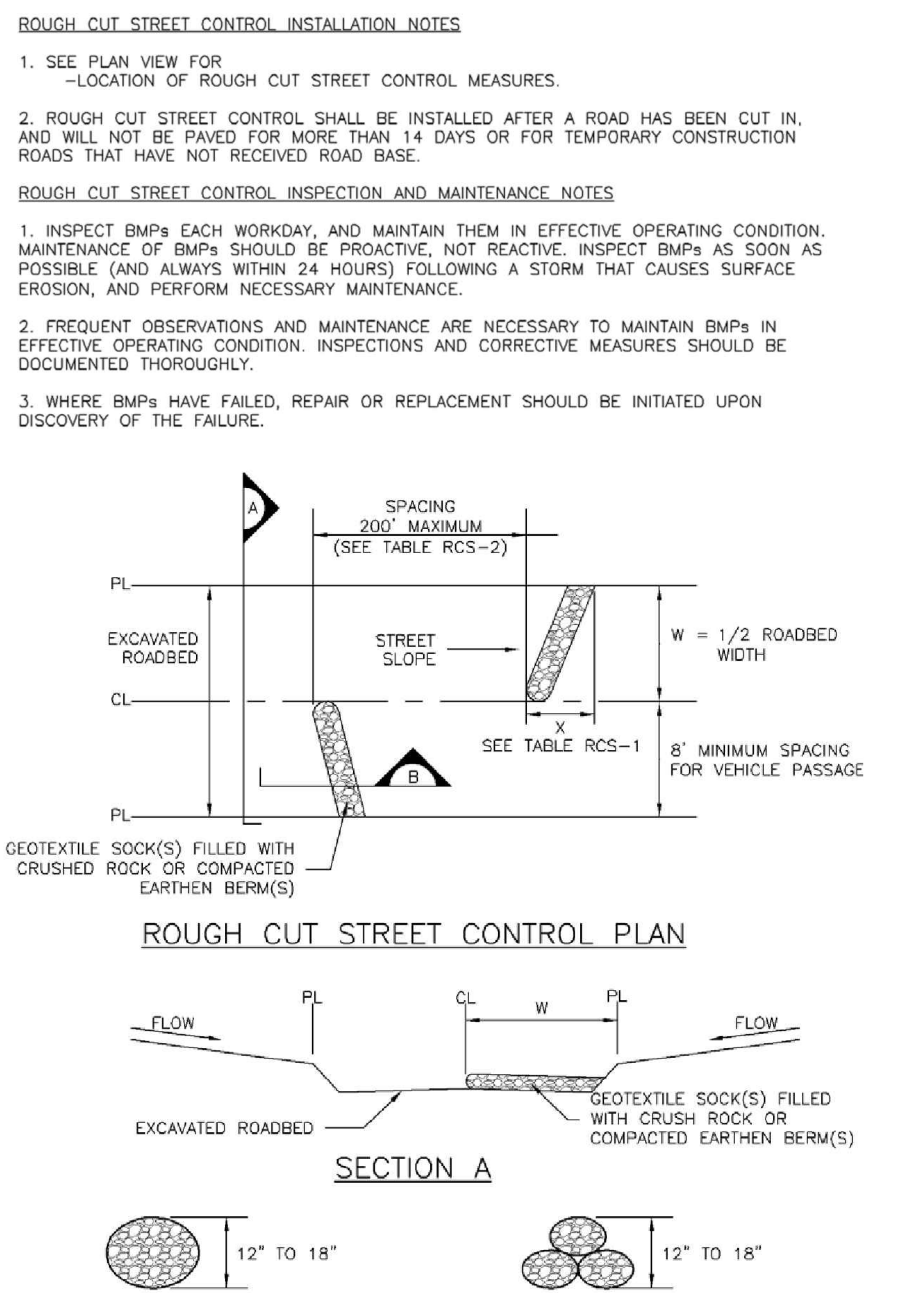 ROUGH CUT STREET CONTROL INSTALLATION NOTES
1. SEE PLAN VIEW FOR
-LOCATION OF ROUGH CUT STREET CONTROL MEASURES.
2. ROUGH CUT STREET CONTROL SHALL BE INSTALLED AFTER A ROAD HAS BEEN CUT IN,
AND WILL NOT BE PAVED FOR MORE THAN 14 DAYS OR FOR TEMPORARY CONSTRUCTION
ROADS THAT HAVE NOT RECEIVED ROAD BASE.
ROUGH CUT STREET CONTROL INSPECTION AND MAINTENANCE NOTES
1. INSPECT BMPs EACH WORKDAY, AND MAINTAIN THEM IN EFFECTIVE OPERATING CONDITION.
MAINTENANCE OF BMPs SHOULD BE PROACTIVE, NOT REACTIVE. INSPECT BMPs AS SOON AS
POSSIBLE (AND ALWAYS WITHIN 24 HOURS) FOLLOWING A STORM THAT CAUSES SURFACE
EROSION, AND PERFORM NECESSARY MAINTENANCE.
2. FREQUENT OBSERVATIONS AND MAINTENANCE ARE NECESSARY TO MAINTAIN BMPs IN
EFFECTIVE OPERATING CONDITION. INSPECTIONS AND CORRECTIVE MEASURES SHOULD BE
DOCUMENTED THOROUGHLY.
3. WHERE BMPs HAVE FAILED, REPAIR OR REPLACEMENT SHOULD BE INITIATED UPON
DISCOVERY OF THE FAILURE.
A
SPACING
200' MAXIMUM
(SEE TABLE RCS-2)
PL
EXCAVATED
ROADBED
STREET
SLOPE
W = 1/2 ROADBED
WIDTH
CL
X
SEE TABLE RCS-1
8' MINIMUM SPACING
FOR VEHICLE PASSAGE
B
PL
GEOTEXTILE SOCK(S) FILLED WITH
CRUSHED ROCK OR COMPACTED
EARTHEN BERM(S)
ROUGH CUT STREET CONTROL PLAN
PL
CL
W
PL
FLOW
FLOW
EXCAVATED ROADBED
GEOTEXTILE SOCK(S) FILLED
WITH CRUSH ROCK OR
COMPACTED EARTHEN BERM(S)
SECTION A
12" TO 18"
12" TO 18"